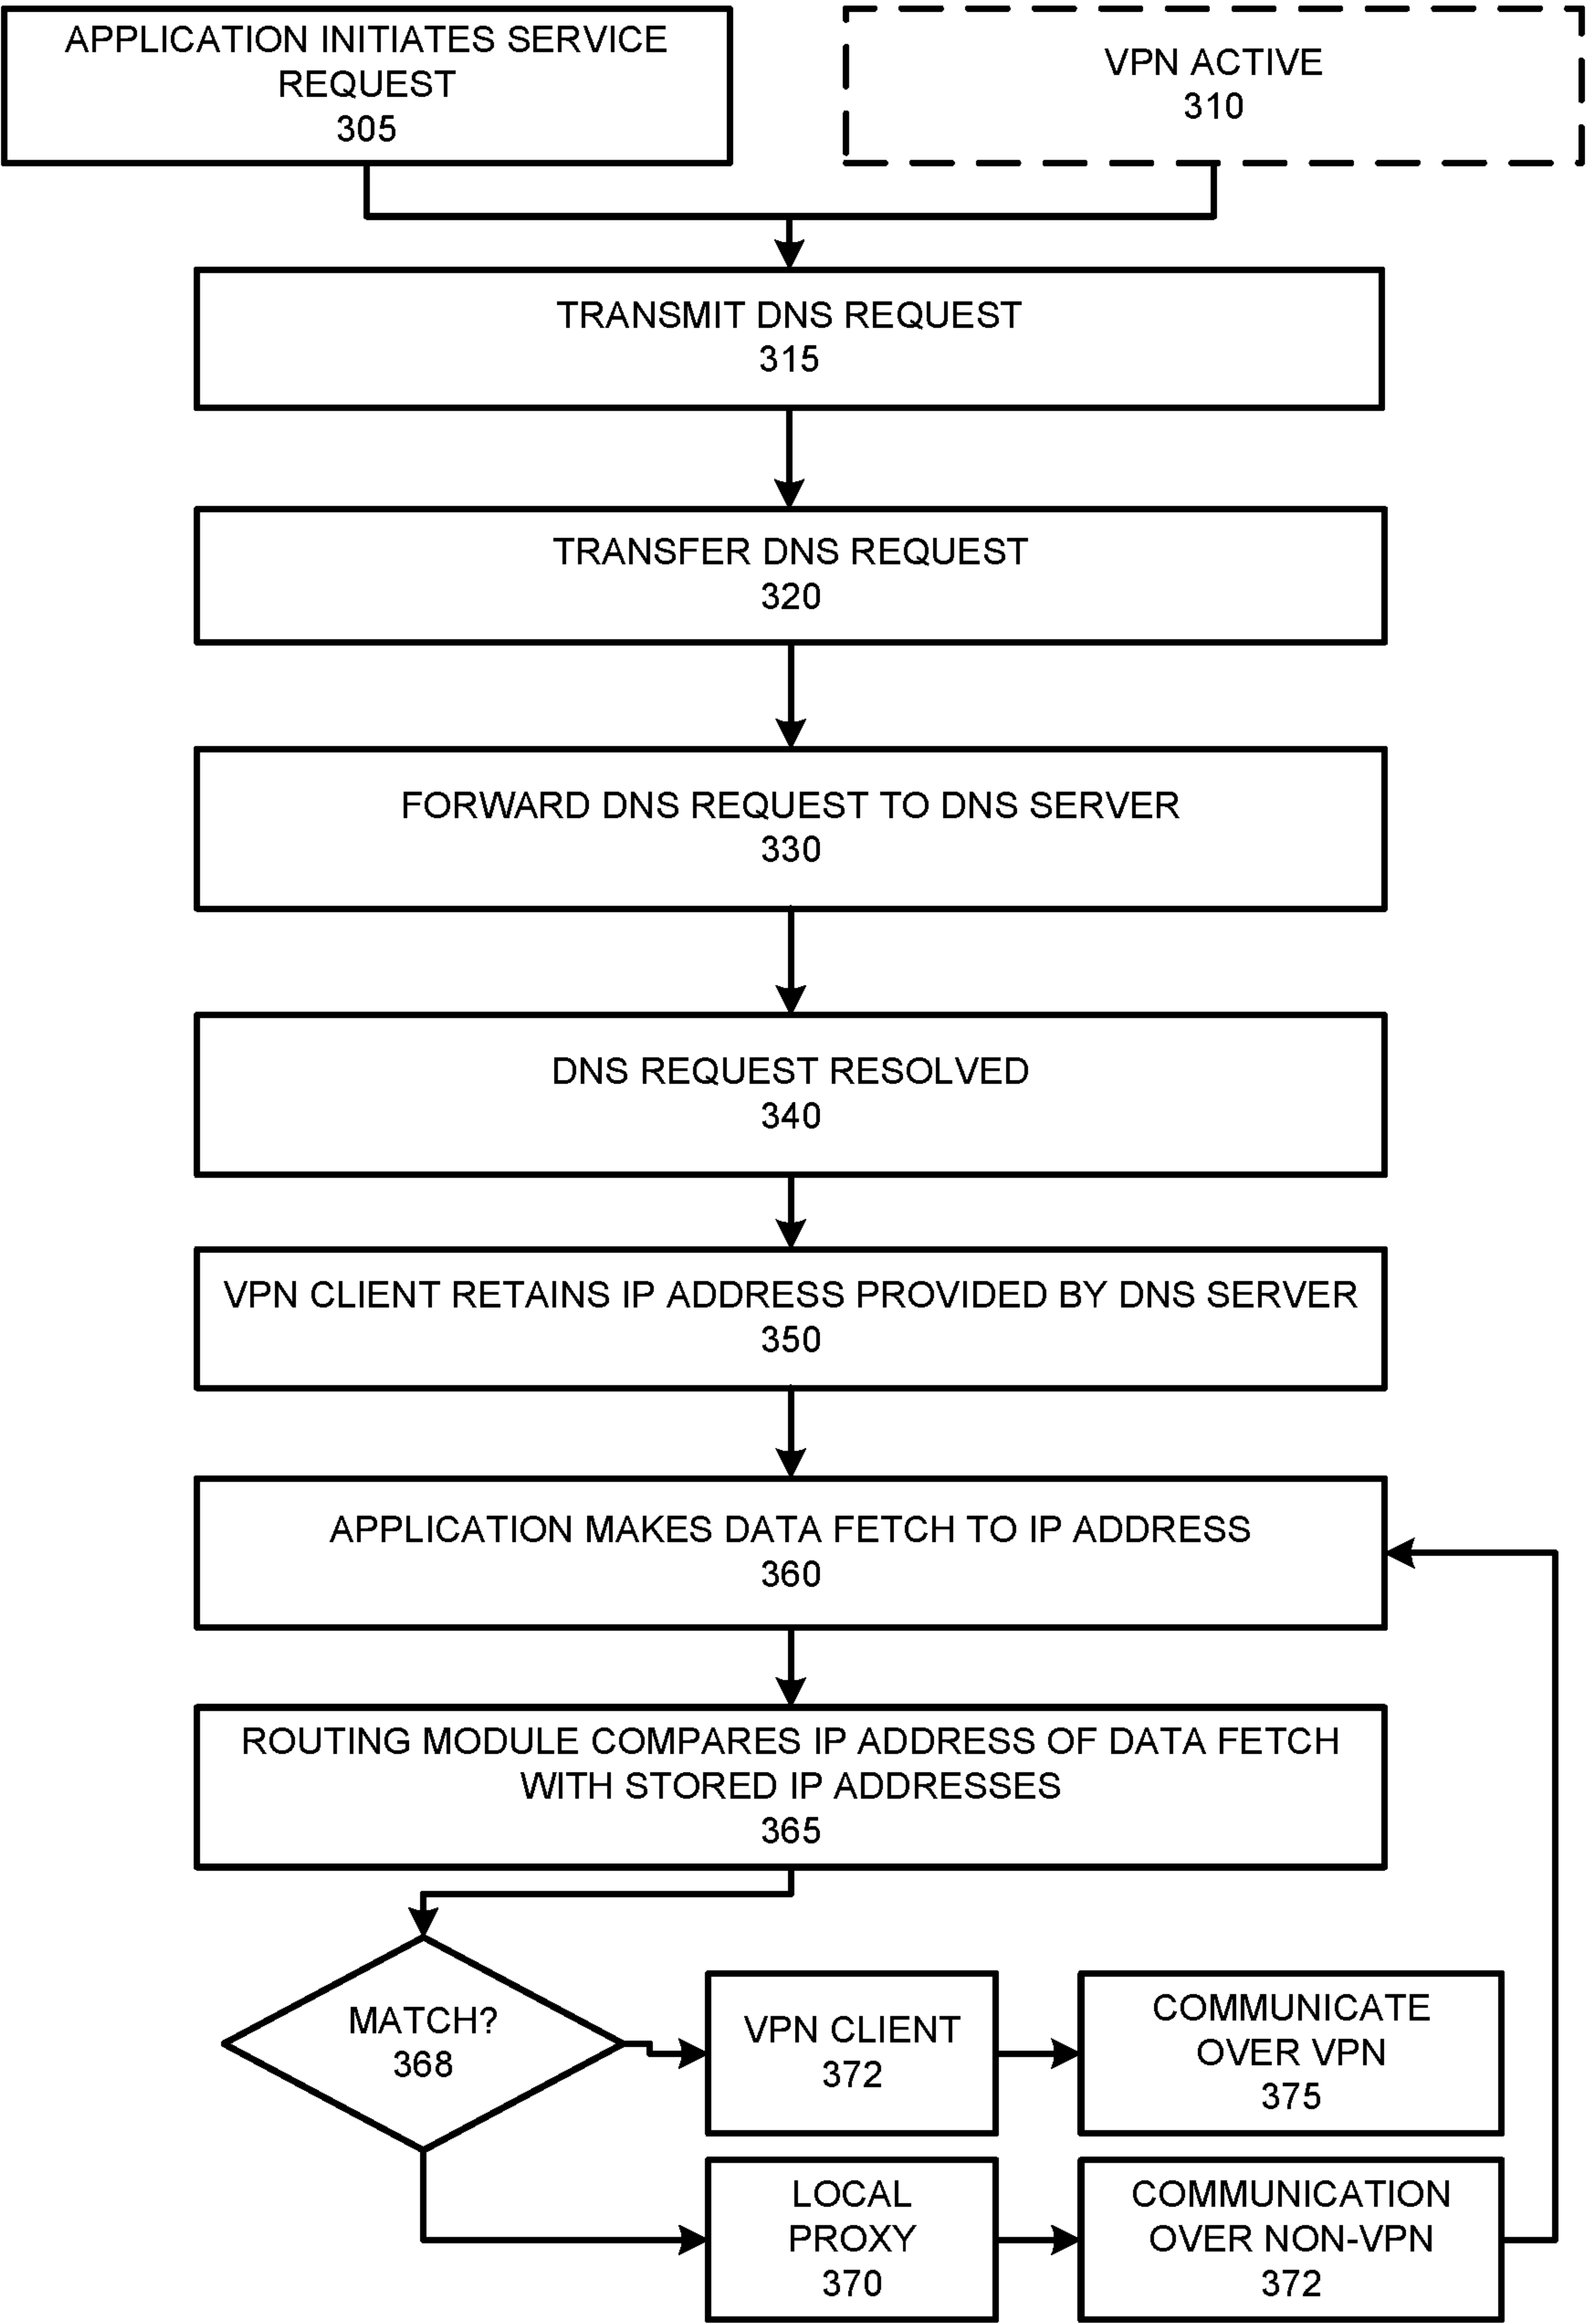 APPLICATION INITIATES SERVICE
REQUEST
305
VPN ACTIVE
310
TRANSMIT DNS REQUEST
315
TRANSFER DNS REQUEST
320
FORWARD DNS REQUEST TO DNS SERVER
330
DNS REQUEST RESOLVED
340
VPN CLIENT RETAINS IP ADDRESS PROVIDED BY DNS SERVER
350
APPLICATION MAKES DATA FETCH TO IP ADDRESS
360
ROUTING MODULE COMPARES IP ADDRESS OF DATA FETCH
WITH STORED IP ADDRESSES
365
MATCH?
368
VPN CLIENT
372
COMMUNICATE
OVER VPN
375
LOCAL
PROXY
370
COMMUNICATION
OVER NON-VPN
372